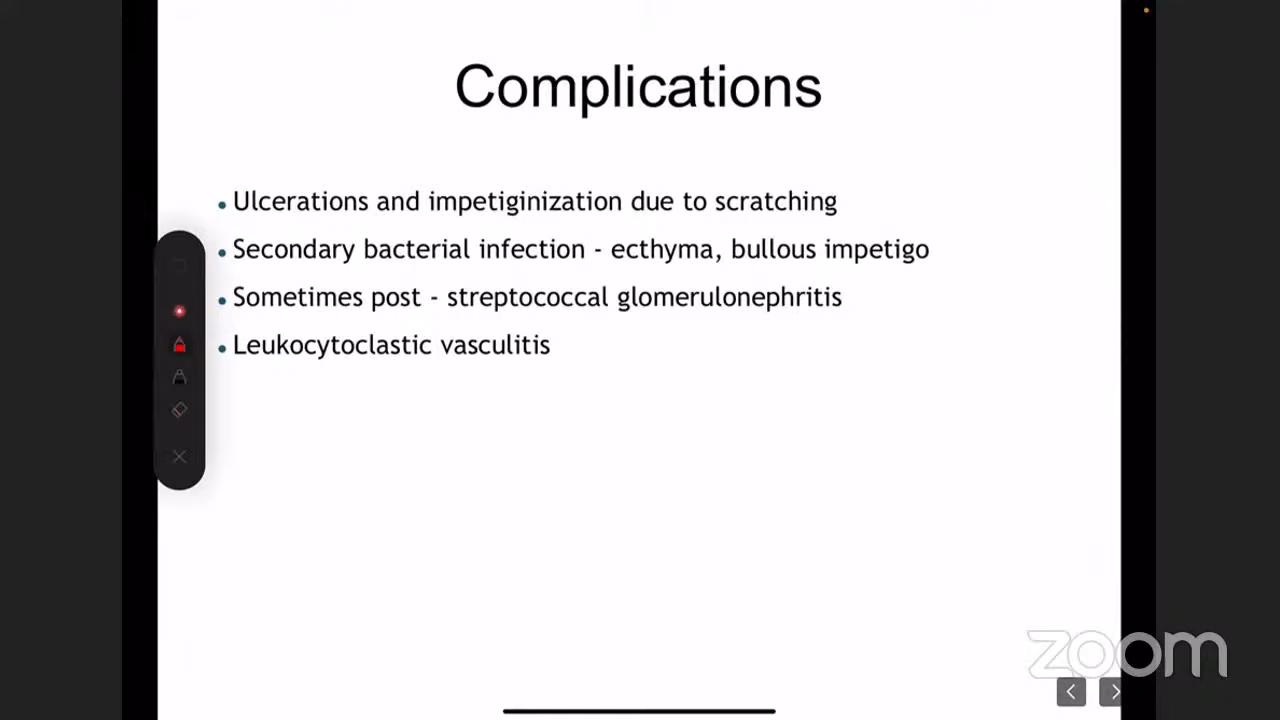 Complications
• Ulcerations and impetiginization due to scratching
• Secondary bacterial infection - ecthyma, bullous impetigo
• Sometimes post - streptococcal glomerulonephritis
• Leukocytoclastic vasculitis
zoom